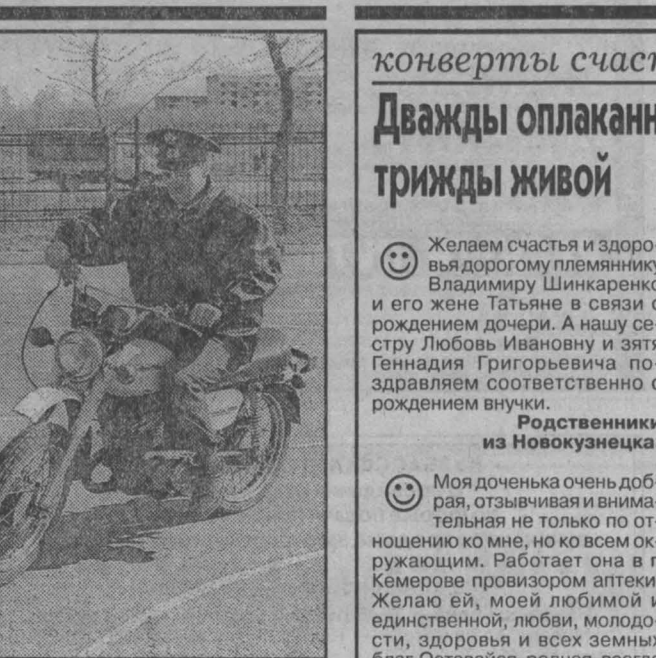 конверты счаст
Дважды оплаканн
трижды живой
Желаем счастья и здоро-
вья дорогому племяннику
Владимиру Шинкаренко
и его жене Татьяне в связи с
рождением дочери. А нашу се-
стру Любовь Ивановну и зятя
Геннадия Григорьевича по-
здравляем соответственно с
рождением внучки.
Родственники
из Новокузнецка
Моя доченька очень доб-
рая, отзывчивая и внима-
тельная не только по от-
ношению ко мне, но ко всем ок-
ружающим. Работает она в г
Кемерове провизором аптеки.
Желаю ей, моей любимой и
единственной, любви, молодо-
сти, здоровья и всех земных